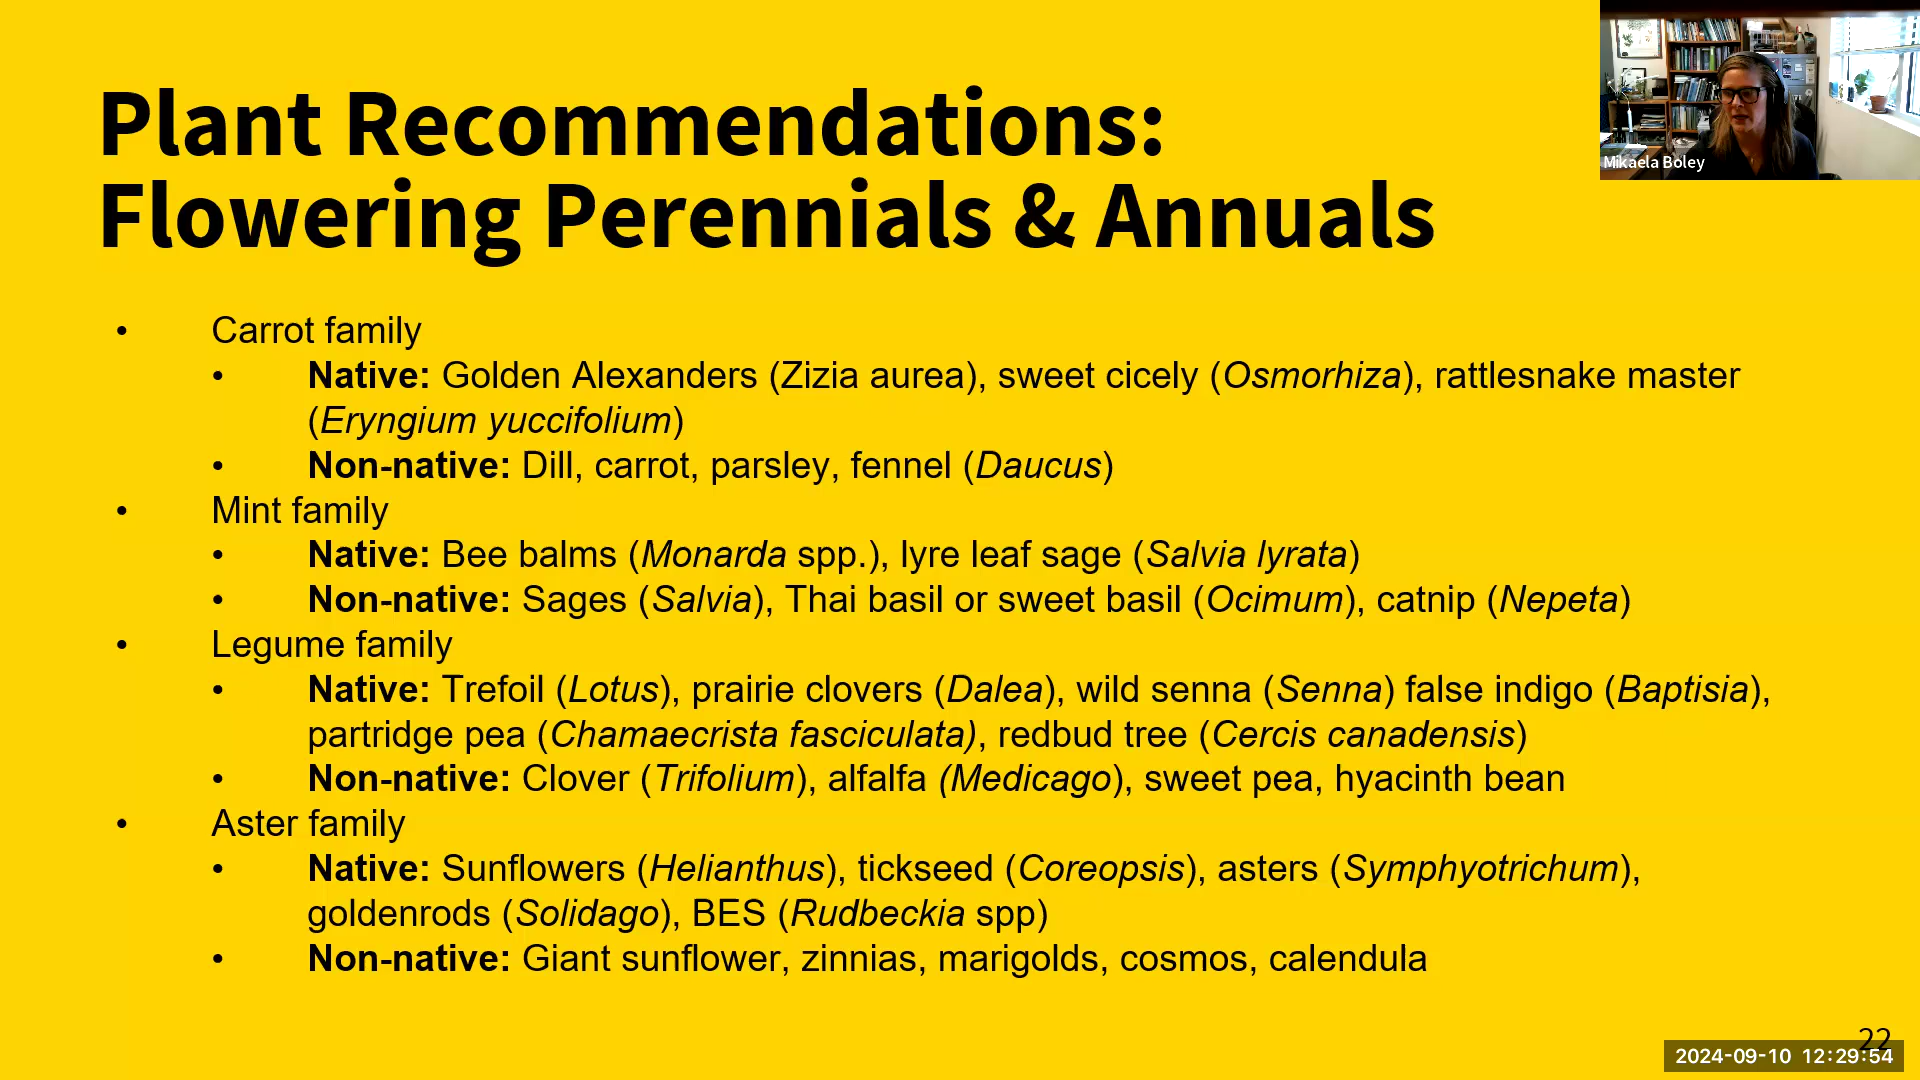 Plant Recommendations:
Flowering Perennials & Annuals
Mikaela Boley
• Carrot family
• Native: Golden Alexanders (Zizia aurea), sweet cicely (Osmorhiza), rattlesnake master
(Eryngium yuccifolium)
• Non-native: Dill, carrot, parsley, fennel (Daucus)
• Mint family
• Native: Bee balms (Monarda spp.), lyre leaf sage (Salvia lyrata)
• Non-native: Sages (Salvia), Thai basil or sweet basil (Ocimum), catnip (Nepeta)
• Legume family
• Native: Trefoil (Lotus), prairie clovers (Dalea), wild senna (Senna) false indigo (Baptisia),
partridge pea (Chamaecrista fasciculata), redbud tree (Cercis canadensis)
• Non-native: Clover (Trifolium), alfalfa (Medicago), sweet pea, hyacinth bean
• Aster family
• Native: Sunflowers (Helianthus), tickseed (Coreopsis), asters (Symphyotrichum),
goldenrods (Solidago), BES (Rudbeckia spp)
• Non-native: Giant sunflower, zinnias, marigolds, cosmos, calendula
22
2024-09-10 12:29:54